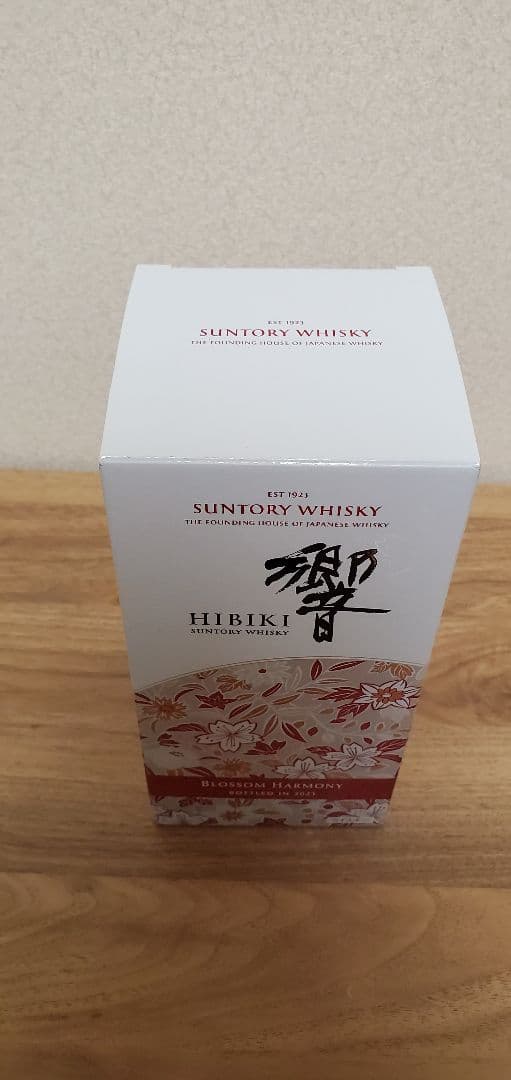 EST 1923
SUNTORY WHISKY
THE FOUNDING HOUSE OF JAPANESE WHISKY
EST 1923
SUNTORY WHISKY
THE FOUNDING HOUSE OF JAPANESE WHISKY
響
HIBIKI
SUNTORY WHISKY
BLOSSOM HARMONY
BOTTLED IN 2023